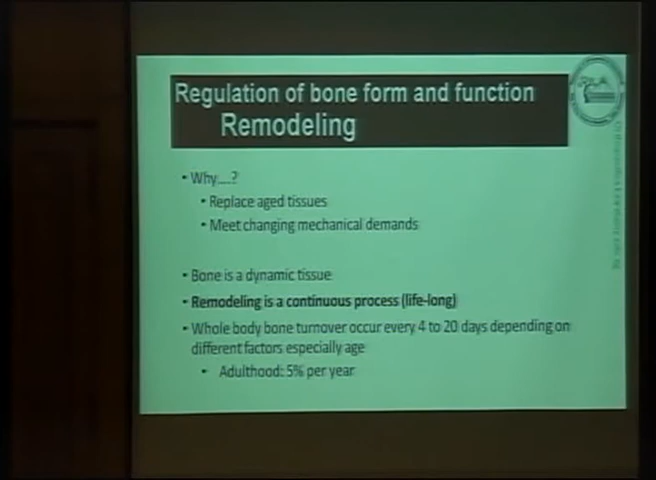 Regulation of bone form and function
Remodeling
• Why....?
• Replace aged tissues
• Meet changing mechanical demands
• Bone is a dynamic tissue
• Remodeling is a continuous process (life-long)
• Whole body bone turnover occur every 4 to 20 days depending on
different factors especially age
• Adulthood: 5% per year